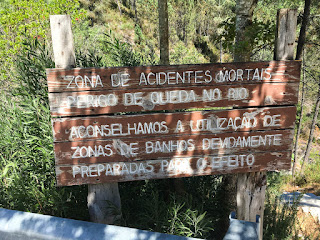 ZONA DE ACIDENTES MORTAIS
PERIGO DE QUEDA NO RIO
ACONSELHAMOS A UTILIZAÇÃO DE
ZONAS DE BANHOS DEVIDAMENTE
PREPARADAS PARA O EFEITO